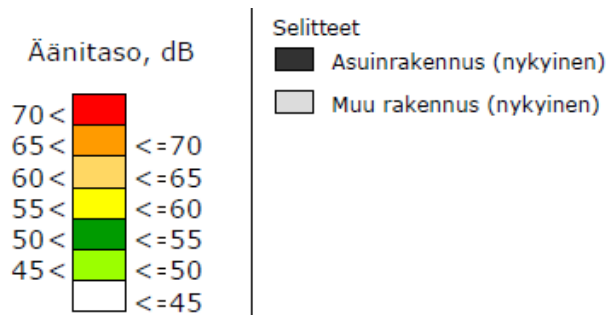 Äänitaso, dB
70<
65< <=70
60< <=65
55< <=60
50< <=55
45< <=50
<=45
Selitteet
Asuinrakennus (nykyinen)
Muu rakennus (nykyinen)